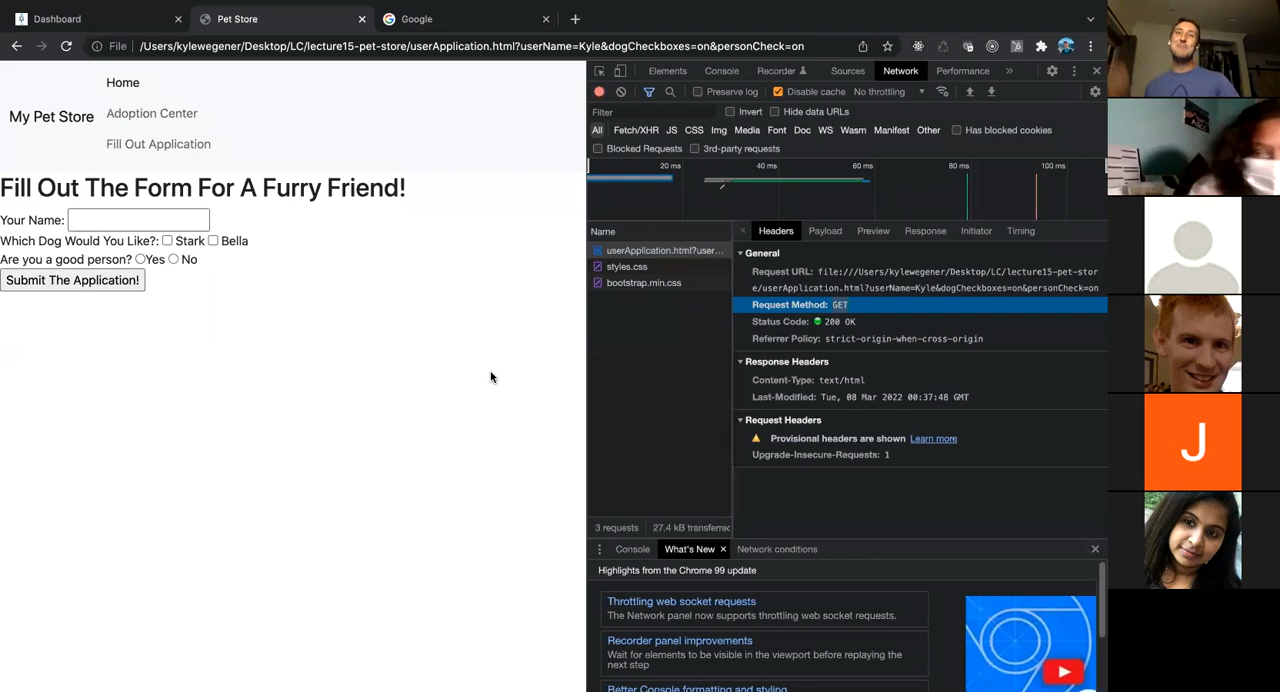 Dashboard
Pet Store
Google
File /Users/kylewegener/Desktop/LC/lecture15-pet-store/userApplication.html?userName=Kyle&dogCheckboxes=on&personCheck=on
My Pet Store
Home
Adoption Center
Fill Out Application
Fill Out The Form For A Furry Friend!
Your Name:
Which Dog Would You Like?: Stark Bella
Are you a good person? Yes No
Submit The Application!
Elements Console Recorder Sources Network Performance »
Preserve log Disable cache No throttling
Filter Invert Hide data URLs
All Fetch/XHR JS CSS Img Media Font Doc WS Wasm Manifest Other Has blocked cookies
Blocked Requests 3rd-party requests
20 ms 40 ms 60 ms 80 ms 100 ms
Name
userApplication.html?user...
styles.css
bootstrap.min.css
3 requests 27.4 kB transferrec
Headers Payload Preview Response Initiator Timing
General
Request URL: file:///Users/kylewegener/Desktop/LC/lecture15-pet-stor
e/userApplication.html?userName=Kyle&dogCheckboxes=on&personCheck=on
Request Method: GET
Status Code: 200 OK
Referrer Policy: strict-origin-when-cross-origin
Response Headers
Content-Type: text/html
Last-Modified: Tue, 08 Mar 2022 00:37:48 GMT
Request Headers
Provisional headers are shown Learn more
Upgrade-Insecure-Requests: 1
Console What's New Network conditions
Highlights from the Chrome 99 update
Throttling web socket requests
The Network panel now supports throttling web socket requests.
Recorder panel improvements
Wait for elements to be visible in the viewport before replaying the
next step
Better Console formatting and styling
J